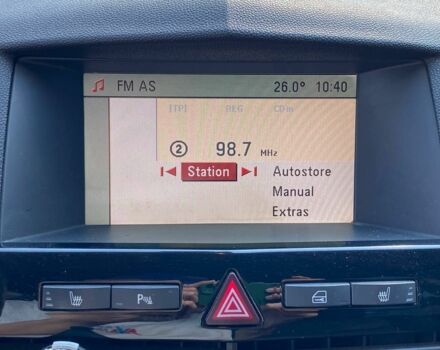 FM AS 26.0° 10:40
[TP] REG CD in
2 98.7 MHz
Station Autostore
Manual
Extras
P